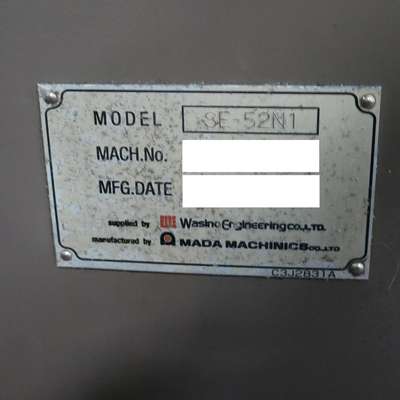 MODEL SE-52N1
MACH.No.
MFG.DATE
supplied by Wasino Engineering CO.,LTD.
manufactured by MADA MACHINICS CO.,LTD
C3J2831A